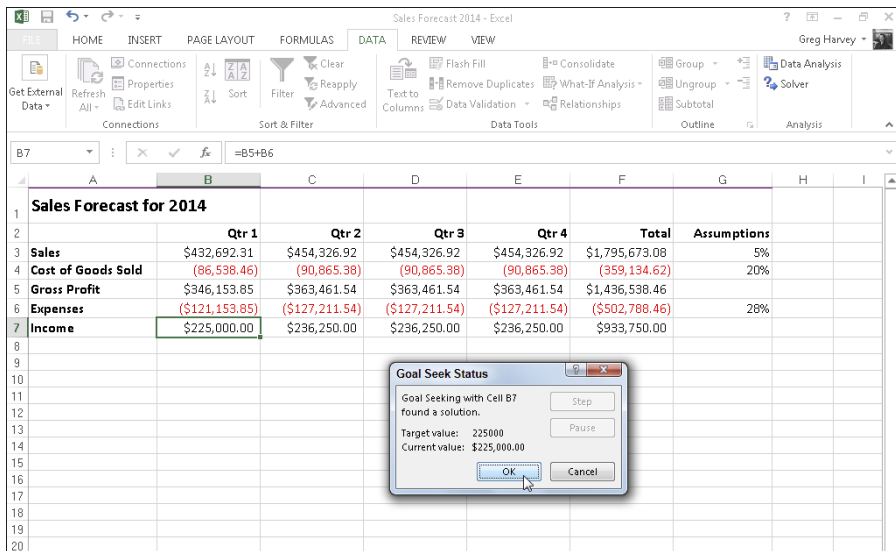 Sales Forecast 2014 - Excel
FILE HOME INSERT PAGE LAYOUT FORMULAS DATA REVIEW VIEW Greg Harvey
Get External Data
Refresh All
Connections
Properties
Edit Links
Connections
Sort
Filter
Clear
Reapply
Advanced
Sort & Filter
Text to Columns
Flash Fill
Remove Duplicates
Data Validation
Consolidate
What-If Analysis
Relationships
Data Tools
Group
Ungroup
Subtotal
Outline
Data Analysis
Solver
Analysis
B7 fx =B5+B6
A B C D E F G H I
1 Sales Forecast for 2014
2 Qtr 1 Qtr 2 Qtr 3 Qtr 4 Total Assumptions
3 Sales $432,692.31 $454,326.92 $454,326.92 $454,326.92 $1,795,673.08 5%
4 Cost of Goods Sold (86,538.46) (90,865.38) (90,865.38) (90,865.38) (359,134.62) 20%
5 Gross Profit $346,153.85 $363,461.54 $363,461.54 $363,461.54 $1,436,538.46
6 Expenses ($121,153.85) ($127,211.54) ($127,211.54) ($127,211.54) ($502,788.46) 28%
7 Income $225,000.00 $236,250.00 $236,250.00 $236,250.00 $933,750.00
8
9
10
11
12
13
14
15
16
17
18
19
20
Goal Seek Status
Goal Seeking with Cell B7
found a solution.
Target value: 225000
Current value: $225,000.00
Step
Pause
OK
Cancel